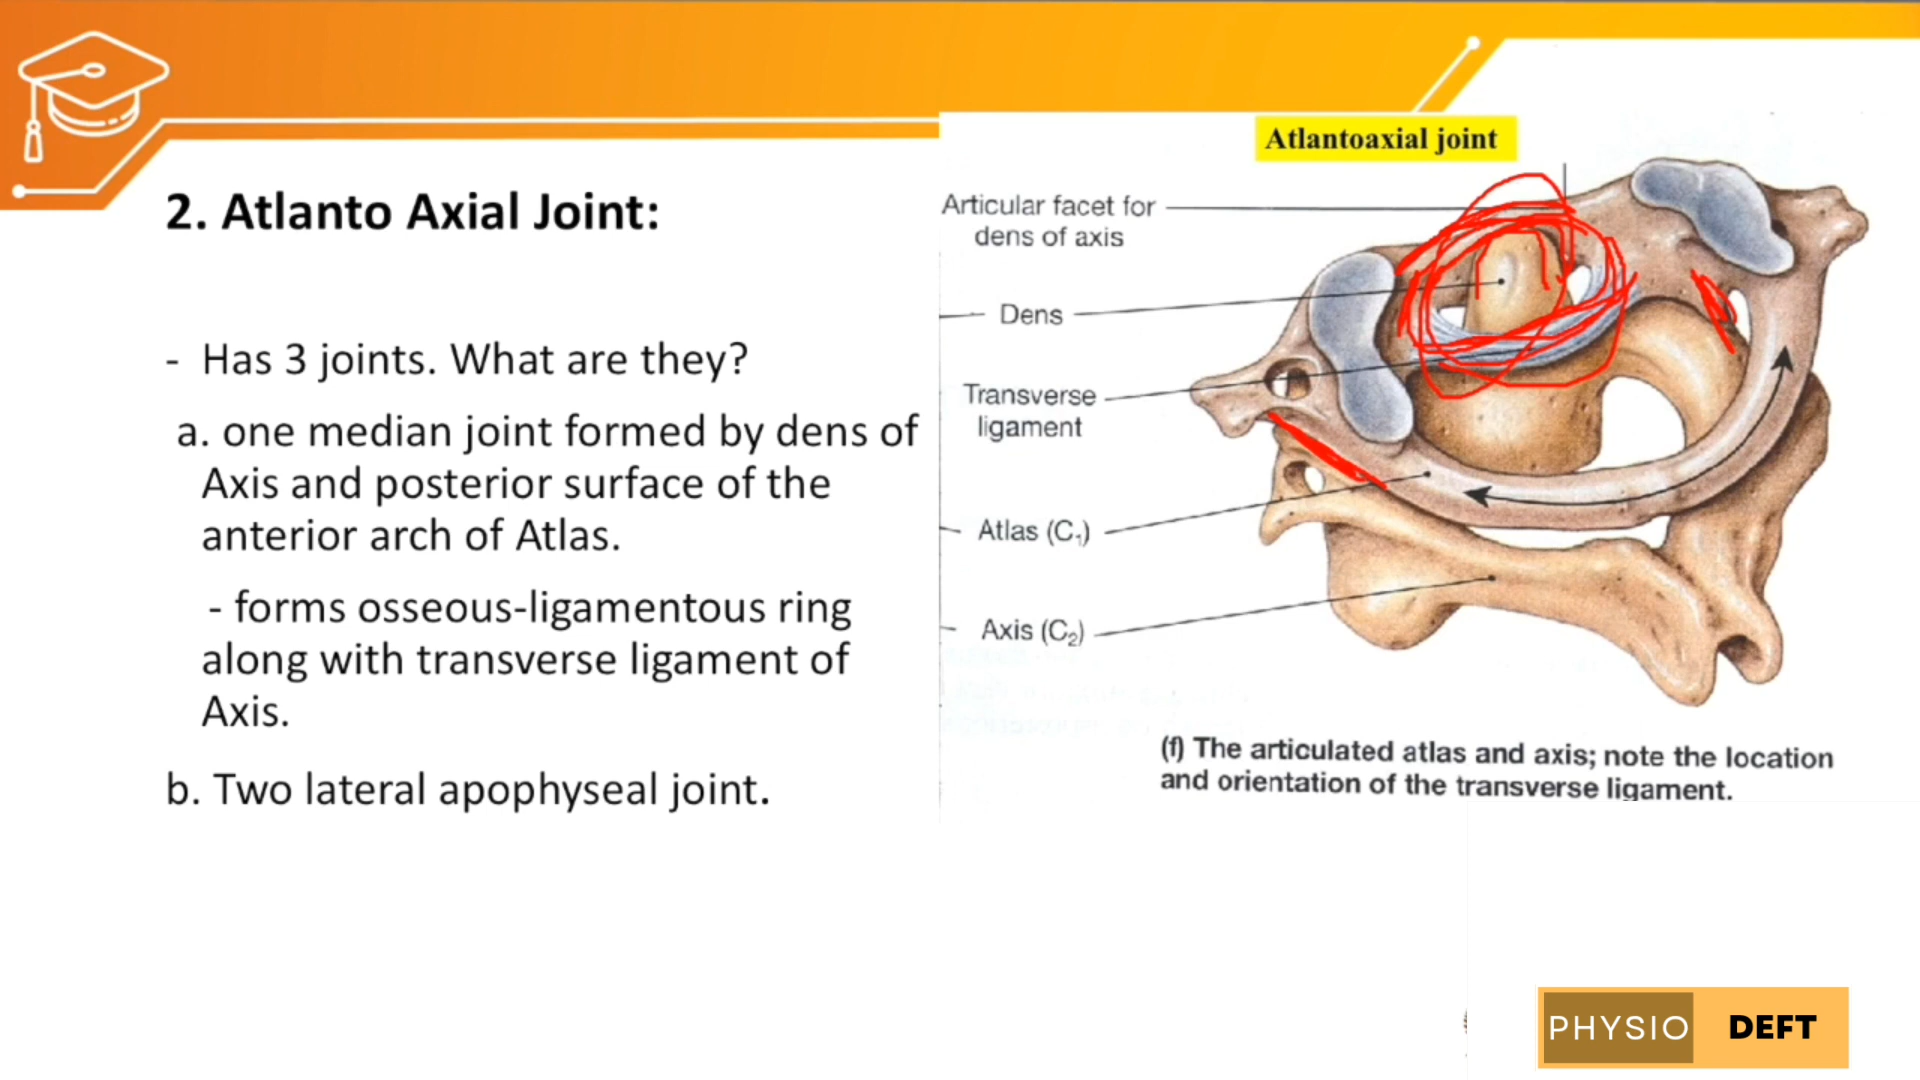 2. Atlanto Axial Joint:
- Has 3 joints. What are they?
a. one median joint formed by dens of
Axis and posterior surface of the
anterior arch of Atlas.
- forms osseous-ligamentous ring
along with transverse ligament of
Axis.
b. Two lateral apophyseal joint.
Atlantoaxial joint
Articular facet for
dens of axis
Dens
Transverse
ligament
Atlas (C₁)
Axis (C₂)
(f) The articulated atlas and axis; note the location
and orientation of the transverse ligament.
PHYSIO DEFT